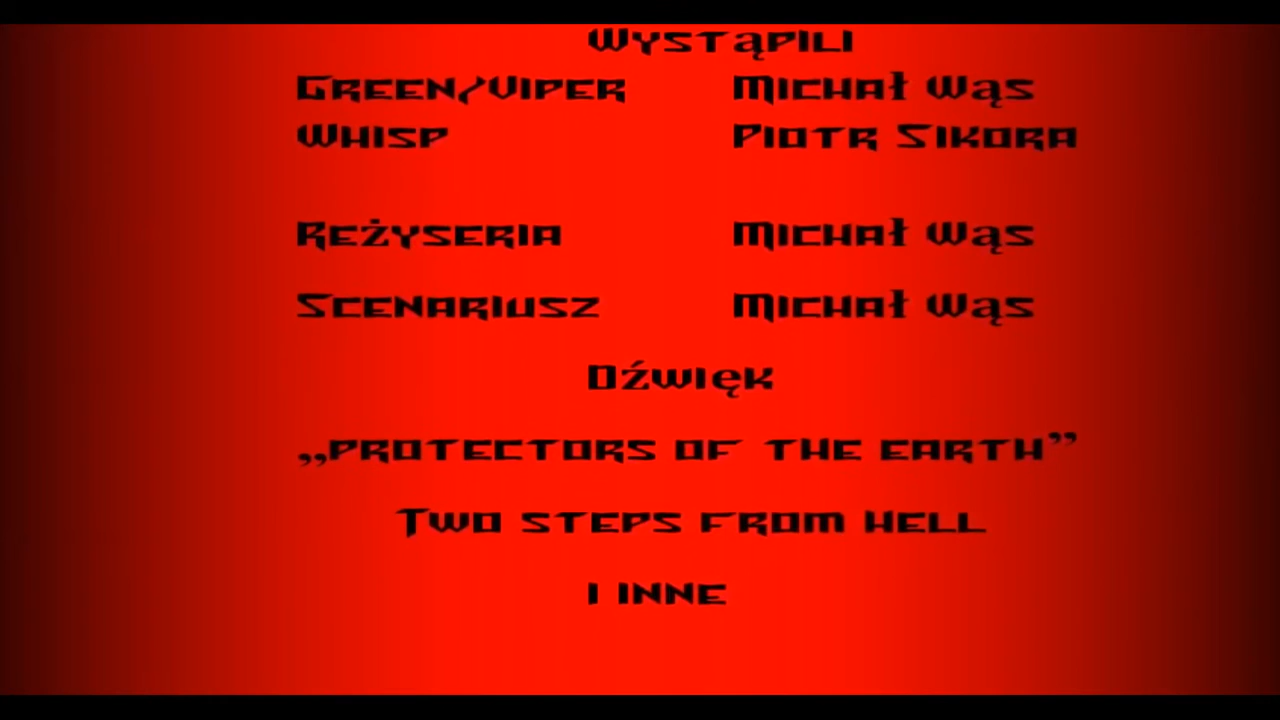 Wystąpili
Green/Viper Michał Wąs
Whisp Piotr Sikora
Reżyseria Michał Wąs
Scenariusz Michał Wąs
Dźwięk
„Protectors of the Earth”
Two steps from Hell
i inne